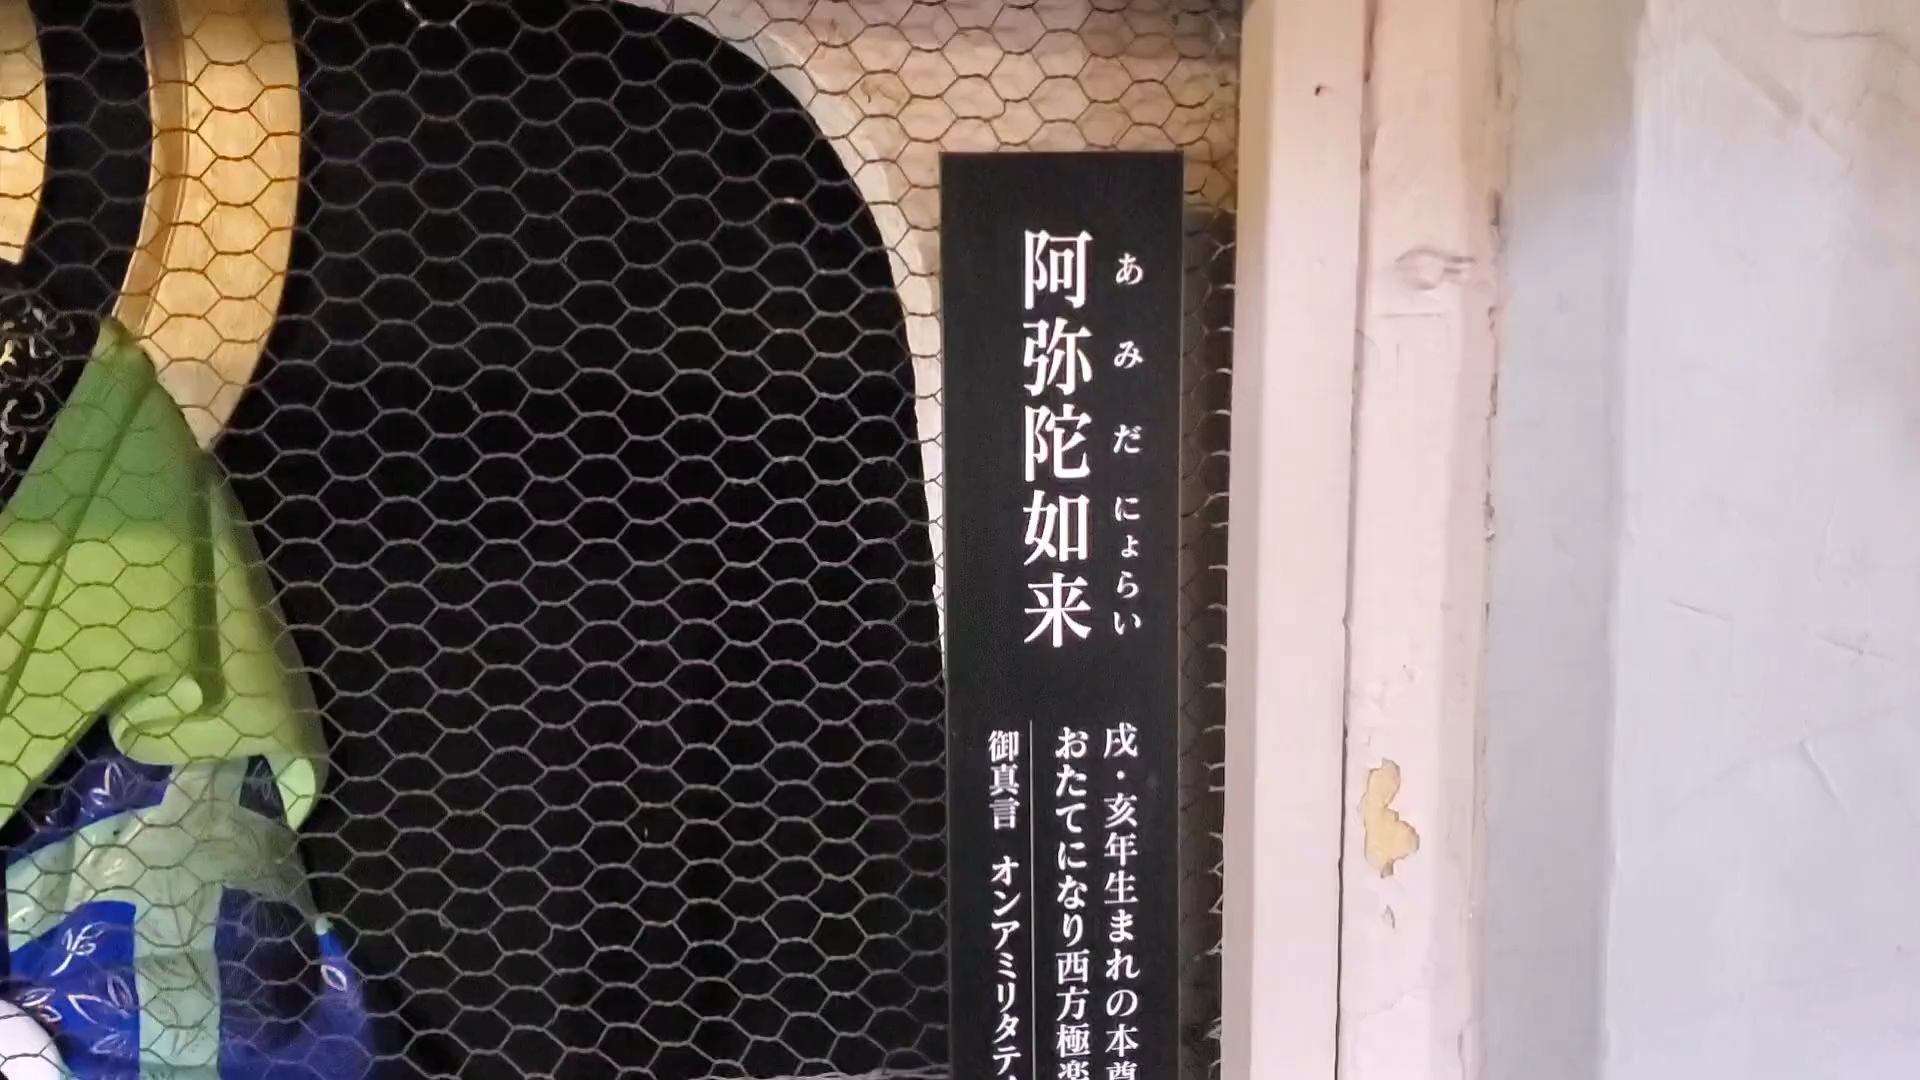 阿弥陀如来
あみだにょらい
戌・亥年生まれの本尊
おたてになり西方極楽
御真言 オンアミリタテイ